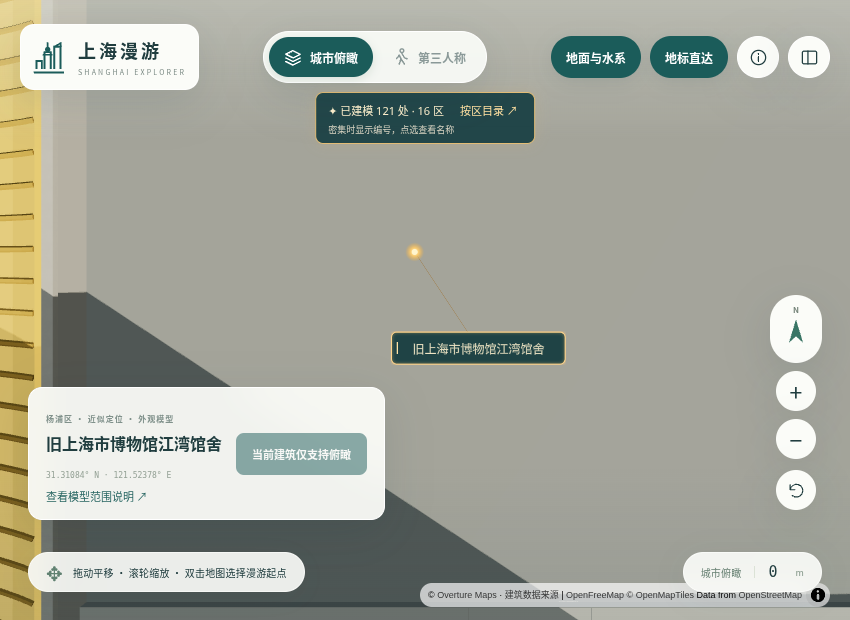 上海漫游
SHANGHAI EXPLORER
城市俯瞰
第三人称
地面与水系
地标直达
✦ 已建模 121 处 · 16 区 按区目录 ↗
密集时显示编号，点选查看名称
旧上海市博物馆江湾馆舍
N
+
−
杨浦区 · 近似定位 · 外观模型
旧上海市博物馆江湾馆舍
当前建筑仅支持俯瞰
31.31084° N · 121.52378° E
查看模型范围说明 ↗
拖动平移 · 滚轮缩放 · 双击地图选择漫游起点
城市俯瞰 0 m
© Overture Maps · 建筑数据来源 | OpenFreeMap © OpenMapTiles Data from OpenStreetMap